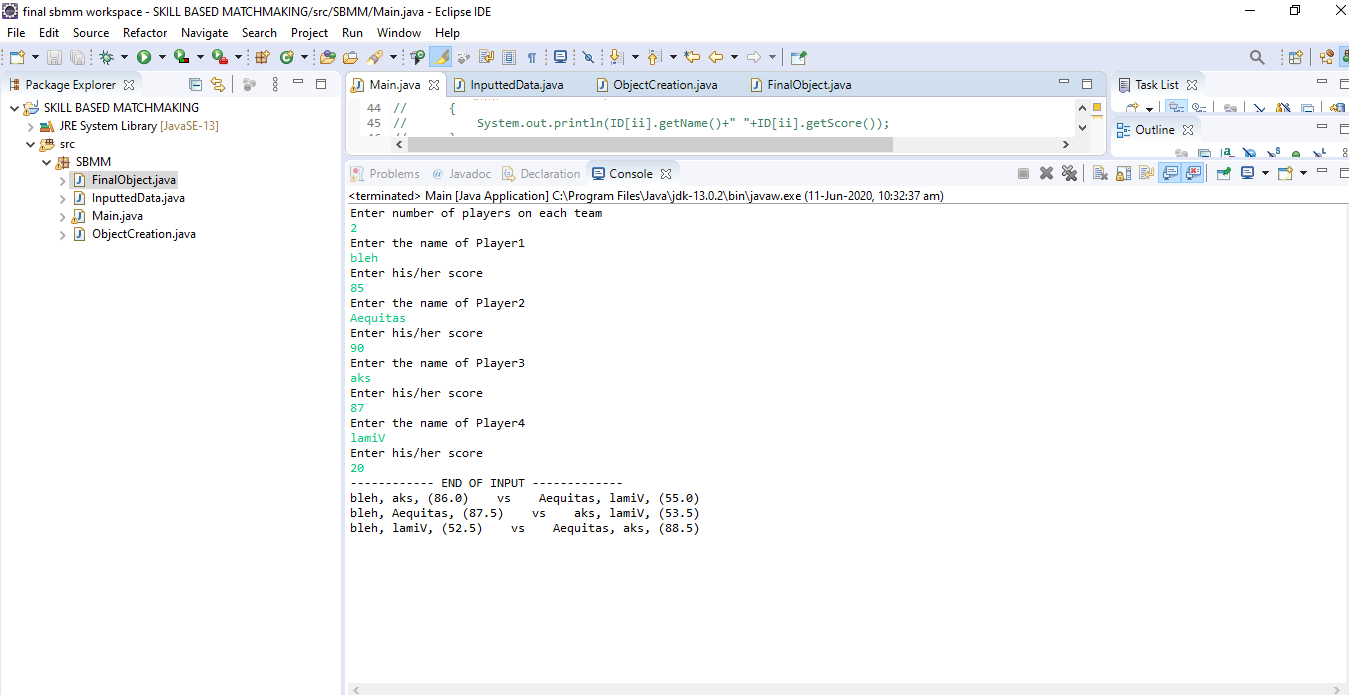 final sbmm workspace - SKILL BASED MATCHMAKING/src/SBMM/Main.java - Eclipse IDE
File Edit Source Refactor Navigate Search Project Run Window Help
Package Explorer
SKILL BASED MATCHMAKING
JRE System Library [JavaSE-13]
src
SBMM
FinalObject.java
InputtedData.java
Main.java
ObjectCreation.java
Main.java InputtedData.java ObjectCreation.java FinalObject.java
44 // {
45 // System.out.println(ID[ii].getName()+" "+ID[ii].getScore());
Task List
Outline
Problems @ Javadoc Declaration Console
<terminated> Main [Java Application] C:\Program Files\Java\jdk-13.0.2\bin\javaw.exe (11-Jun-2020, 10:32:37 am)
Enter number of players on each team
2
Enter the name of Player1
bleh
Enter his/her score
85
Enter the name of Player2
Aequitas
Enter his/her score
90
Enter the name of Player3
aks
Enter his/her score
87
Enter the name of Player4
lamiV
Enter his/her score
20
------------ END OF INPUT -------------
bleh, aks, (86.0) vs Aequitas, lamiV, (55.0)
bleh, Aequitas, (87.5) vs aks, lamiV, (53.5)
bleh, lamiV, (52.5) vs Aequitas, aks, (88.5)